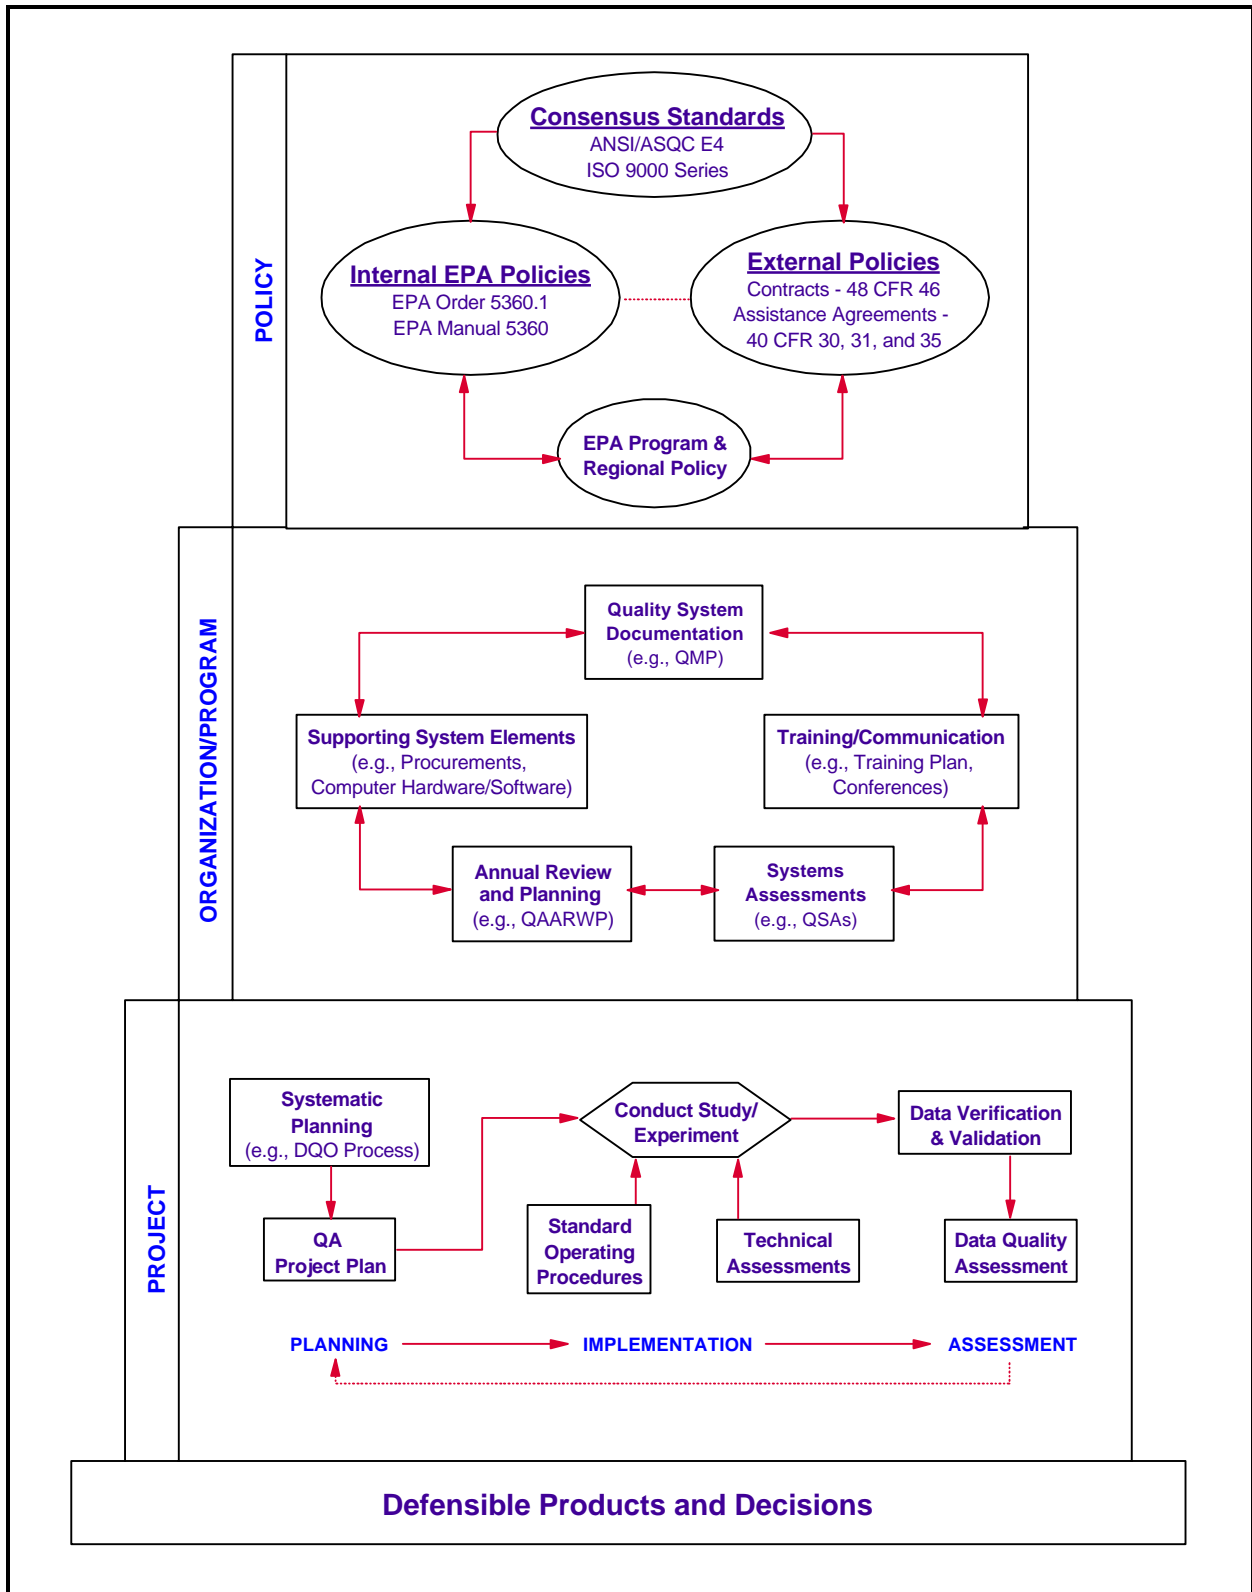 POLICY
Consensus Standards
ANSI/ASQC E4
ISO 9000 Series
Internal EPA Policies
EPA Order 5360.1
EPA Manual 5360
External Policies
Contracts - 48 CFR 46
Assistance Agreements -
40 CFR 30, 31, and 35
EPA Program &
Regional Policy
ORGANIZATION/PROGRAM
Quality System
Documentation
(e.g., QMP)
Supporting System Elements
(e.g., Procurements,
Computer Hardware/Software)
Training/Communication
(e.g., Training Plan,
Conferences)
Annual Review
and Planning
(e.g., QAARWP)
Systems
Assessments
(e.g., QSAs)
PROJECT
Systematic
Planning
(e.g., DQO Process)
QA
Project Plan
Conduct Study/
Experiment
Standard
Operating
Procedures
Technical
Assessments
Data Verification
& Validation
Data Quality
Assessment
PLANNING
IMPLEMENTATION
ASSESSMENT
Defensible Products and Decisions